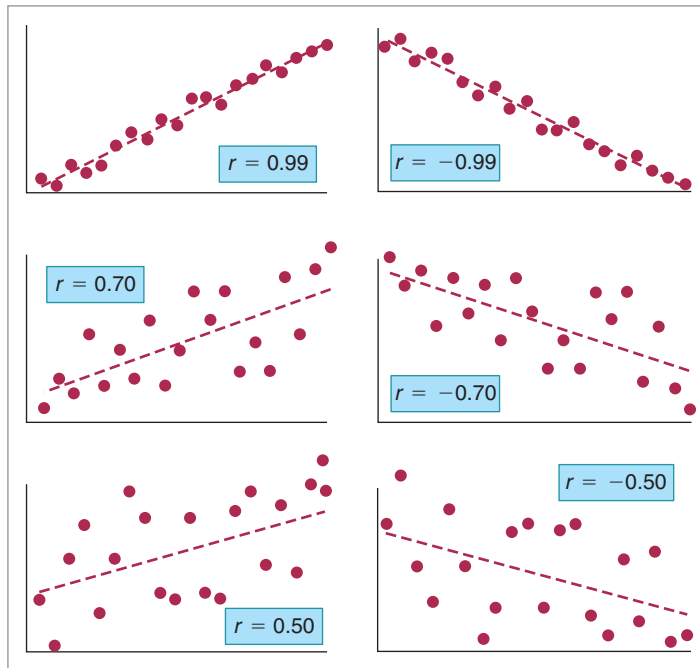 r = 0.99
r = −0.99
r = 0.70
r = −0.70
r = 0.50
r = −0.50